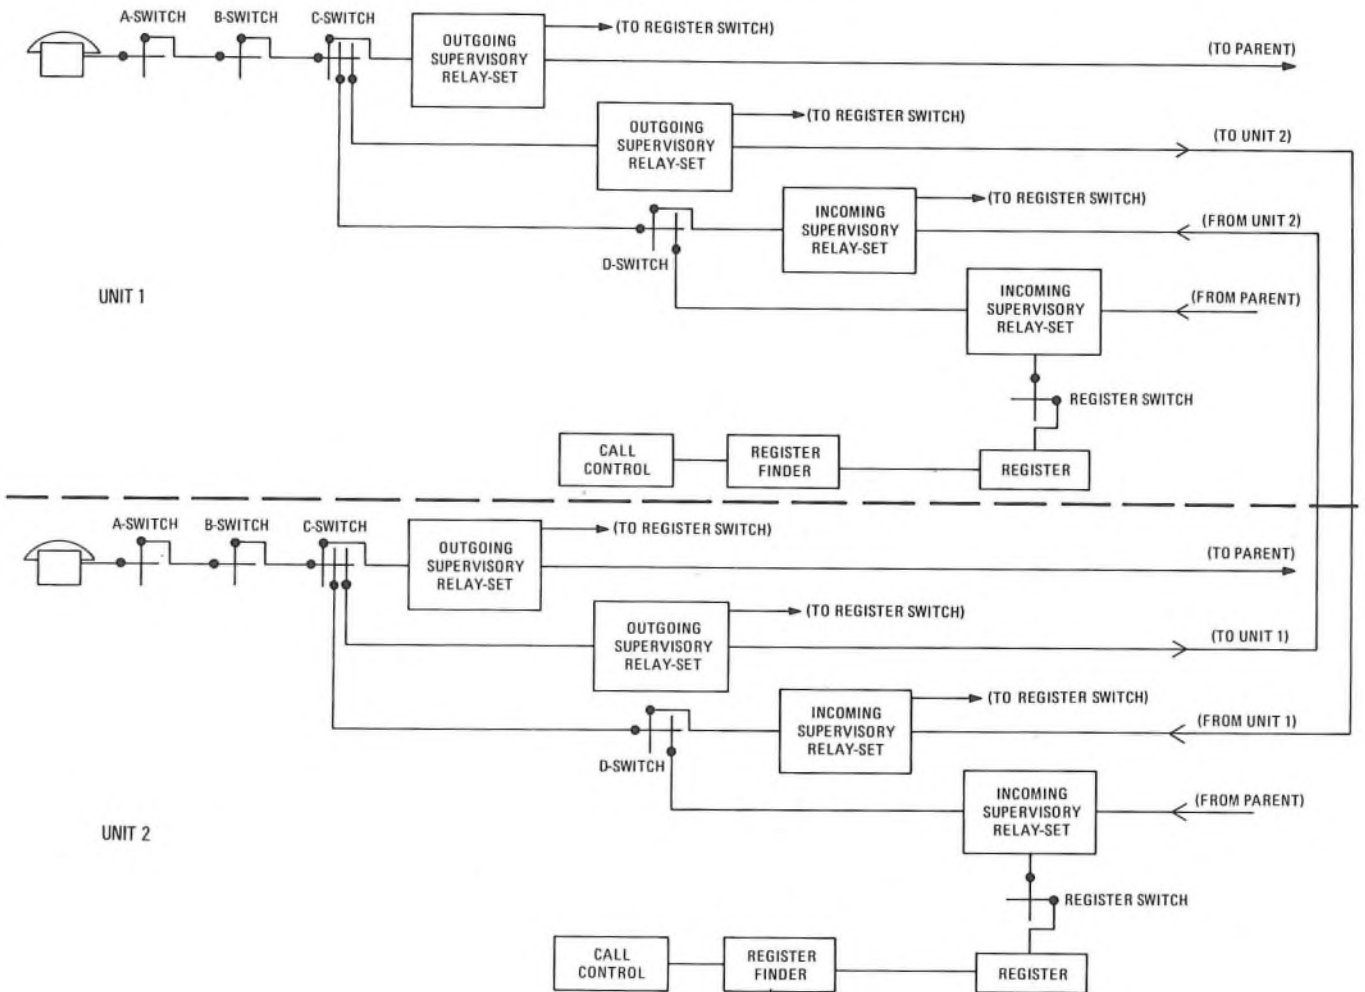 A-SWITCH
B-SWITCH
C-SWITCH
OUTGOING
SUPERVISORY
RELAY-SET
(TO REGISTER SWITCH)
(TO PARENT)
OUTGOING
SUPERVISORY
RELAY-SET
(TO REGISTER SWITCH)
(TO UNIT 2)
INCOMING
SUPERVISORY
RELAY-SET
(TO REGISTER SWITCH)
(FROM UNIT 2)
D-SWITCH
UNIT 1
INCOMING
SUPERVISORY
RELAY-SET
(FROM PARENT)
REGISTER SWITCH
CALL
CONTROL
REGISTER
FINDER
REGISTER
A-SWITCH
B-SWITCH
C-SWITCH
OUTGOING
SUPERVISORY
RELAY-SET
(TO REGISTER SWITCH)
(TO PARENT)
OUTGOING
SUPERVISORY
RELAY-SET
(TO REGISTER SWITCH)
(TO UNIT 1)
INCOMING
SUPERVISORY
RELAY-SET
(TO REGISTER SWITCH)
(FROM UNIT 1)
D-SWITCH
UNIT 2
INCOMING
SUPERVISORY
RELAY-SET
(FROM PARENT)
REGISTER SWITCH
CALL
CONTROL
REGISTER
FINDER
REGISTER